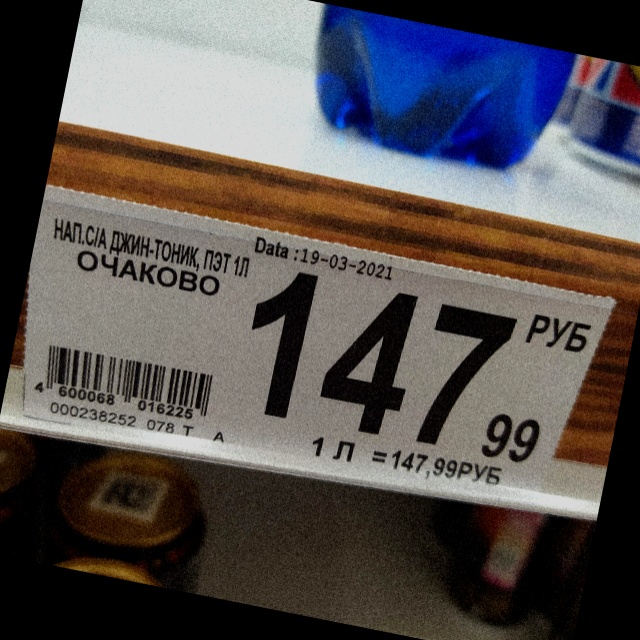 НАП.С/А ДЖИН-ТОНИК, ПЭТ 1Л
ОЧАКОВО
Data :19-03-2021
147 99 РУБ
4 600068 016225
000238252 078 Т А
1 Л =147,99РУБ